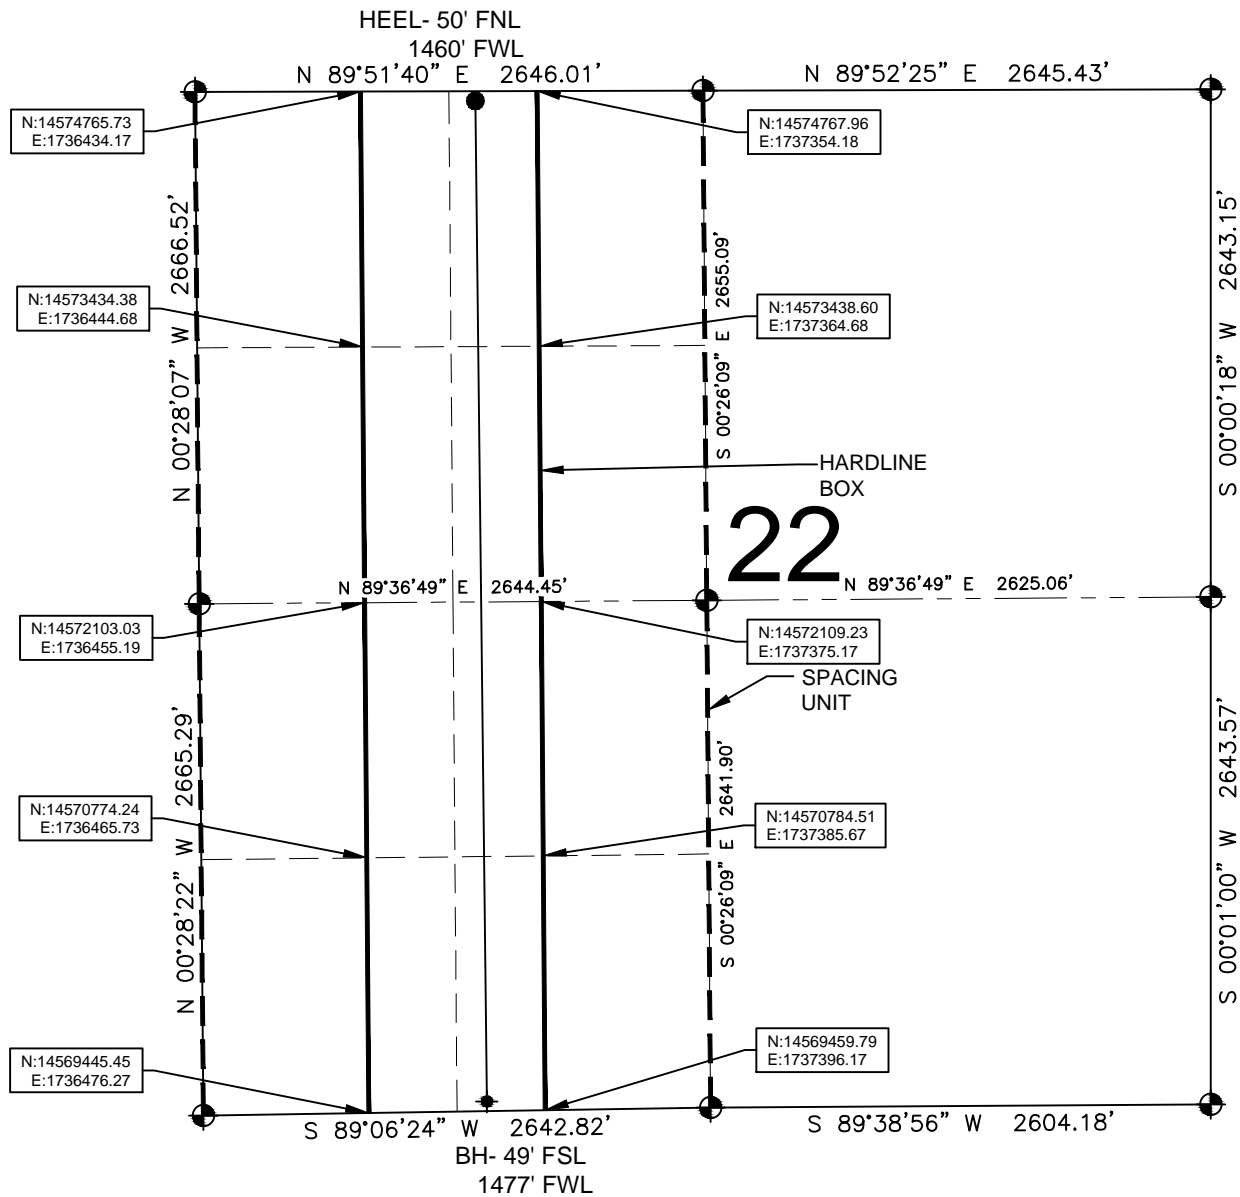 HEEL- 50' FNL
1460' FWL
N 89°51'40" E 2646.01'
N 89°52'25" E 2645.43'
N:14574765.73
E:1736434.17
N:14574767.96
E:1737354.18
N 00°28'07" W 2666.52'
S 00°26'09" E 2655.09'
S 00°00'18" W 2643.15'
N:14573434.38
E:1736444.68
N:14573438.60
E:1737364.68
HARDLINE
BOX
22
N 89°36'49" E 2644.45'
N 89°36'49" E 2625.06'
N:14572103.03
E:1736455.19
N:14572109.23
E:1737375.17
SPACING
UNIT
N 00°28'22" W 2665.29'
S 00°26'09" E 2641.90'
S 00°01'00" W 2643.57'
N:14570774.24
E:1736465.73
N:14570784.51
E:1737385.67
N:14569445.45
E:1736476.27
N:14569459.79
E:1737396.17
S 89°06'24" W 2642.82'
S 89°38'56" W 2604.18'
BH- 49' FSL
1477' FWL